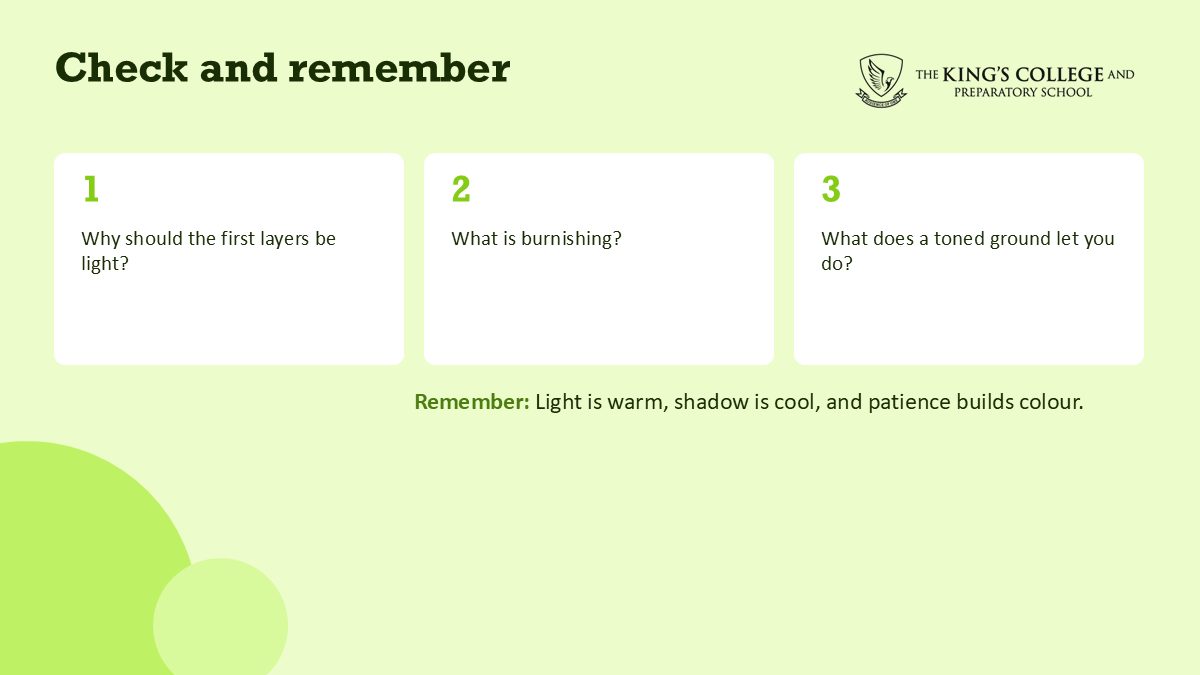 Check and remember
THE KING'S COLLEGE AND
PREPARATORY SCHOOL
1
Why should the first layers be
light?
2
What is burnishing?
3
What does a toned ground let you
do?
Remember: Light is warm, shadow is cool, and patience builds colour.